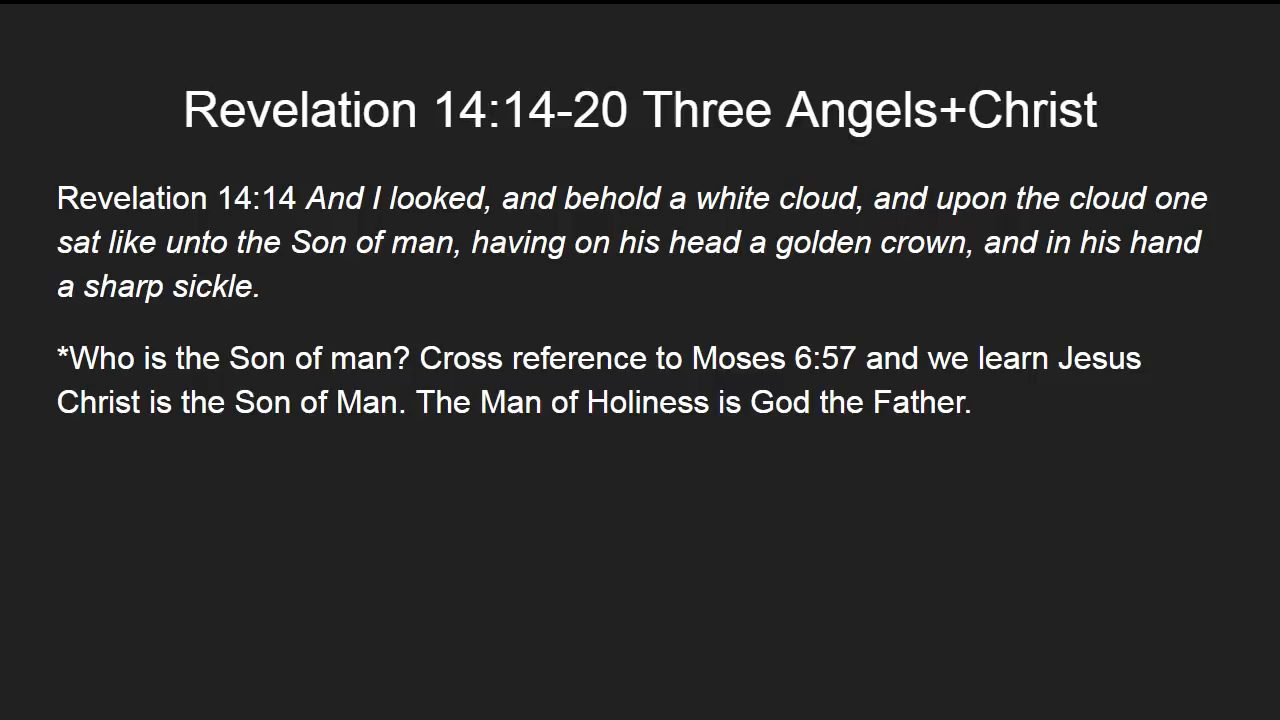 Revelation 14:14-20 Three Angels+Christ
Revelation 14:14 And I looked, and behold a white cloud, and upon the cloud one
sat like unto the Son of man, having on his head a golden crown, and in his hand
a sharp sickle.
*Who is the Son of man? Cross reference to Moses 6:57 and we learn Jesus
Christ is the Son of Man. The Man of Holiness is God the Father.